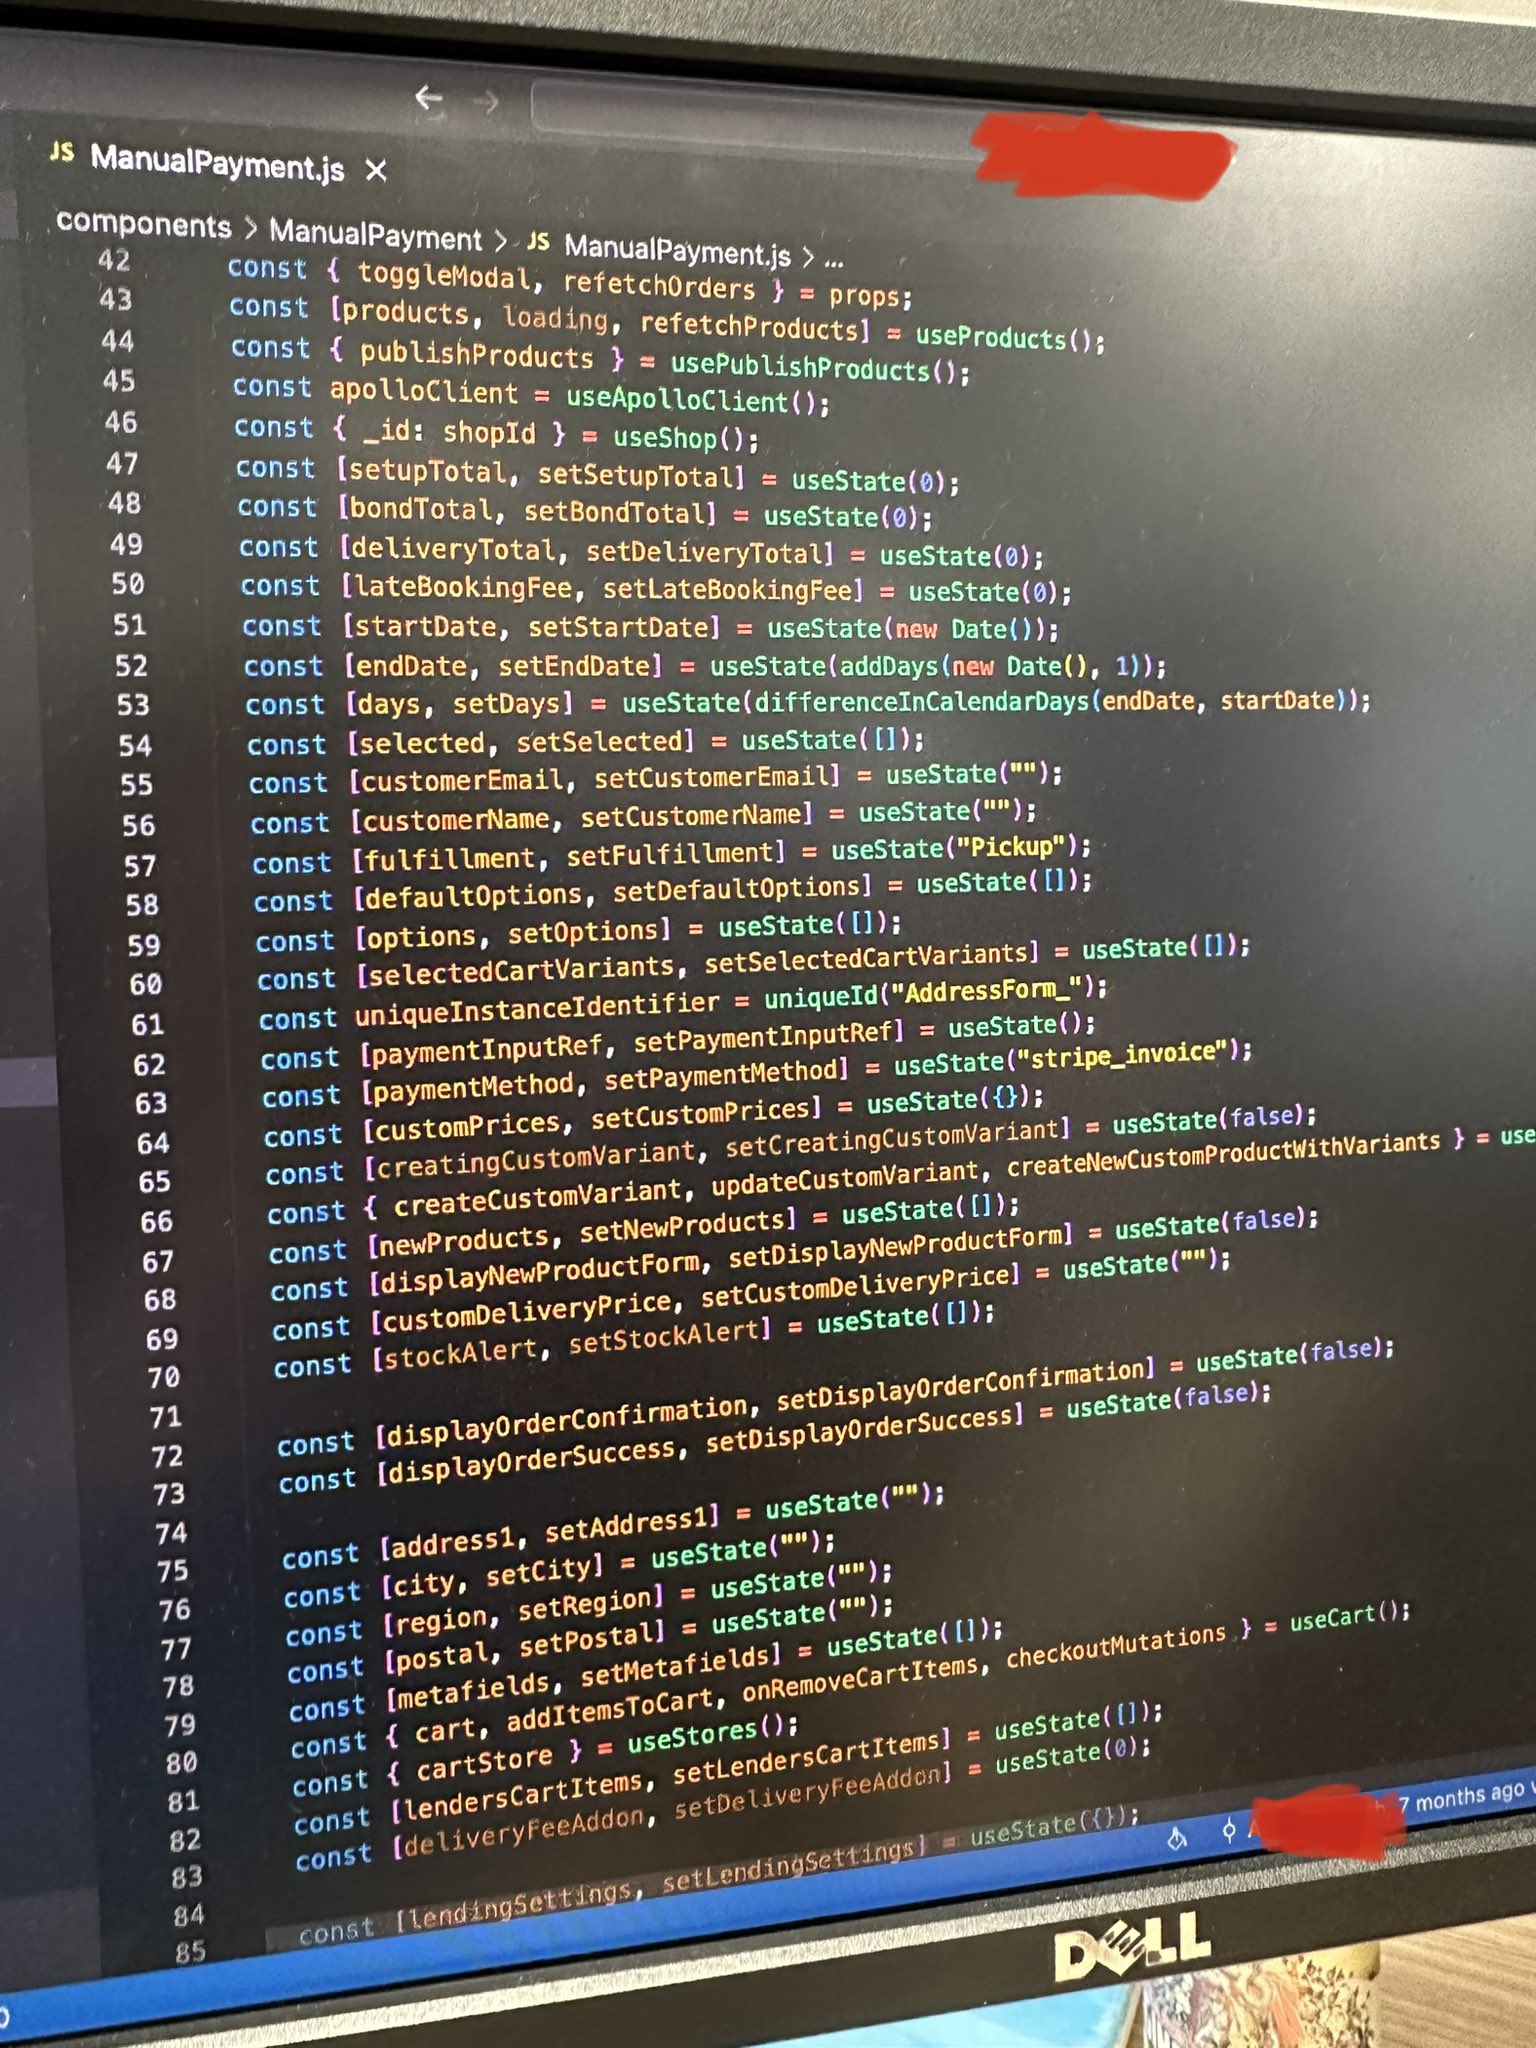 JS ManualPayment.js ×
components > ManualPayment > JS ManualPayment.js > ...
42 const { toggleModal, refetchOrders } = props;
43 const [products, loading, refetchProducts] = useProducts();
44 const { publishProducts } = usePublishProducts();
45 const apolloClient = useApolloClient();
46 const { _id: shopId } = useShop();
47 const [setupTotal, setSetupTotal] = useState(0);
48 const [bondTotal, setBondTotal] = useState(0);
49 const [deliveryTotal, setDeliveryTotal] = useState(0);
50 const [lateBookingFee, setLateBookingFee] = useState(0);
51 const [startDate, setStartDate] = useState(new Date());
52 const [endDate, setEndDate] = useState(addDays(new Date(), 1));
53 const [days, setDays] = useState(differenceInCalendarDays(endDate, startDate));
54 const [selected, setSelected] = useState([]);
55 const [customerEmail, setCustomerEmail] = useState("");
56 const [customerName, setCustomerName] = useState("");
57 const [fulfillment, setFulfillment] = useState("Pickup");
58 const [defaultOptions, setDefaultOptions] = useState([]);
59 const [options, setOptions] = useState([]);
60 const [selectedCartVariants, setSelectedCartVariants] = useState([]);
61 const uniqueInstanceIdentifier = uniqueId("AddressForm_");
62 const [paymentInputRef, setPaymentInputRef] = useState();
63 const [paymentMethod, setPaymentMethod] = useState("stripe_invoice");
64 const [customPrices, setCustomPrices] = useState({});
65 const [creatingCustomVariant, setCreatingCustomVariant] = useState(false);
66 const { createCustomVariant, updateCustomVariant, createNewCustomProductWithVariants } = use
67 const [newProducts, setNewProducts] = useState([]);
68 const [displayNewProductForm, setDisplayNewProductForm] = useState(false);
69 const [customDeliveryPrice, setCustomDeliveryPrice] = useState("");
70 const [stockAlert, setStockAlert] = useState([]);
71
72 const [displayOrderConfirmation, setDisplayOrderConfirmation] = useState(false);
73 const [displayOrderSuccess, setDisplayOrderSuccess] = useState(false);
74
75 const [address1, setAddress1] = useState("");
76 const [city, setCity] = useState("");
77 const [region, setRegion] = useState("");
78 const [postal, setPostal] = useState("");
79 const [metafields, setMetafields] = useState([]);
80 const { cart, addItemsToCart, onRemoveCartItems, checkoutMutations } = useCart();
81 const { cartStore } = useStores();
82 const [lendersCartItems, setLendersCartItems] = useState([]);
83 const [deliveryFeeAddon, setDeliveryFeeAddon] = useState(0);
84
85 const [lendingSettings, setLendingSettings] = useState({});
7 months ago
DELL